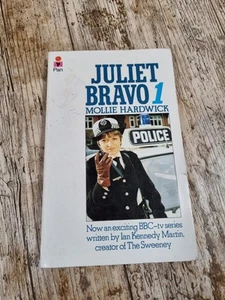 Pan
JULIET
BRAVO 1
MOLLIE HARDWICK
POLICE
Now an exciting BBC-tv series
written by Ian Kennedy Martin,
creator of The Sweeney